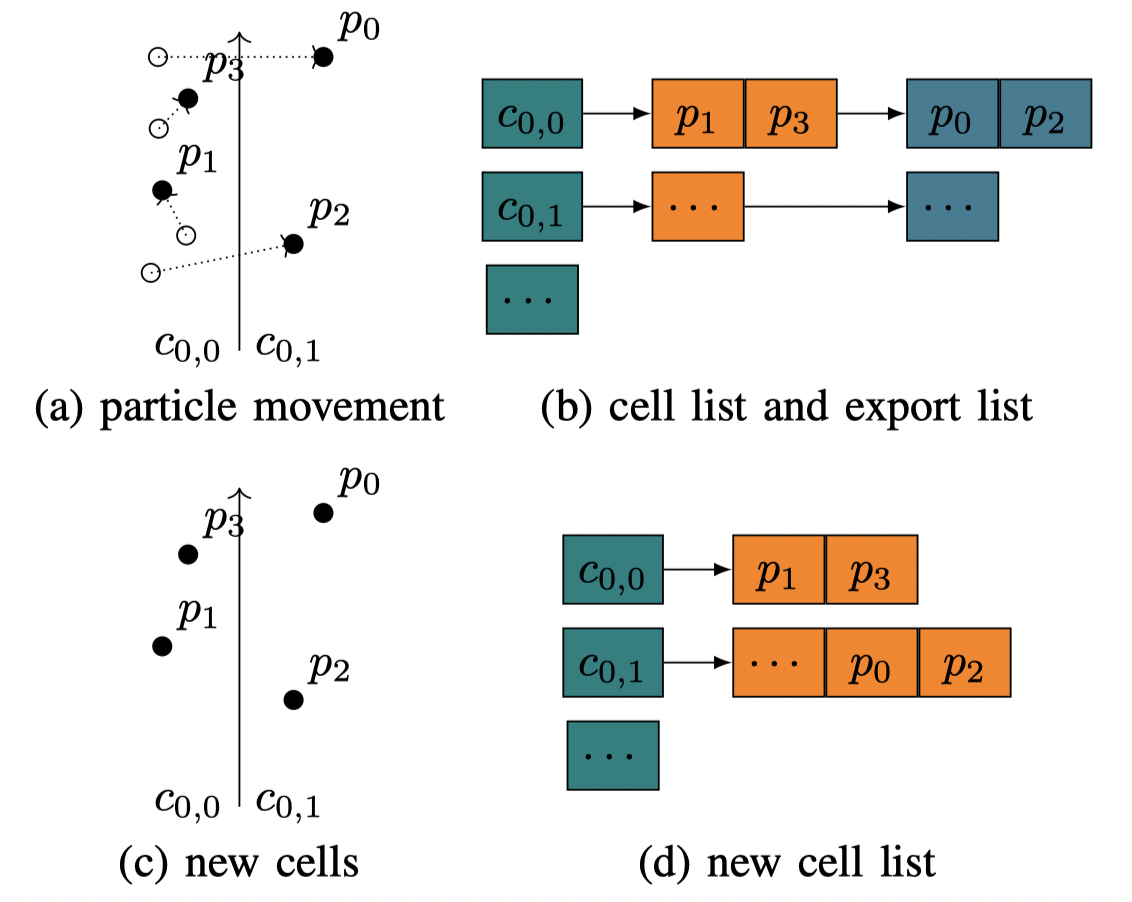 p0
p3
p1
p2
c0,0 c0,1
(a) particle movement
c0,0 p1 p3 p0 p2
c0,1 ··· ···
···
(b) cell list and export list
p0
p3
p1
p2
c0,0 c0,1
(c) new cells
c0,0 p1 p3
c0,1 ··· p0 p2
···
(d) new cell list